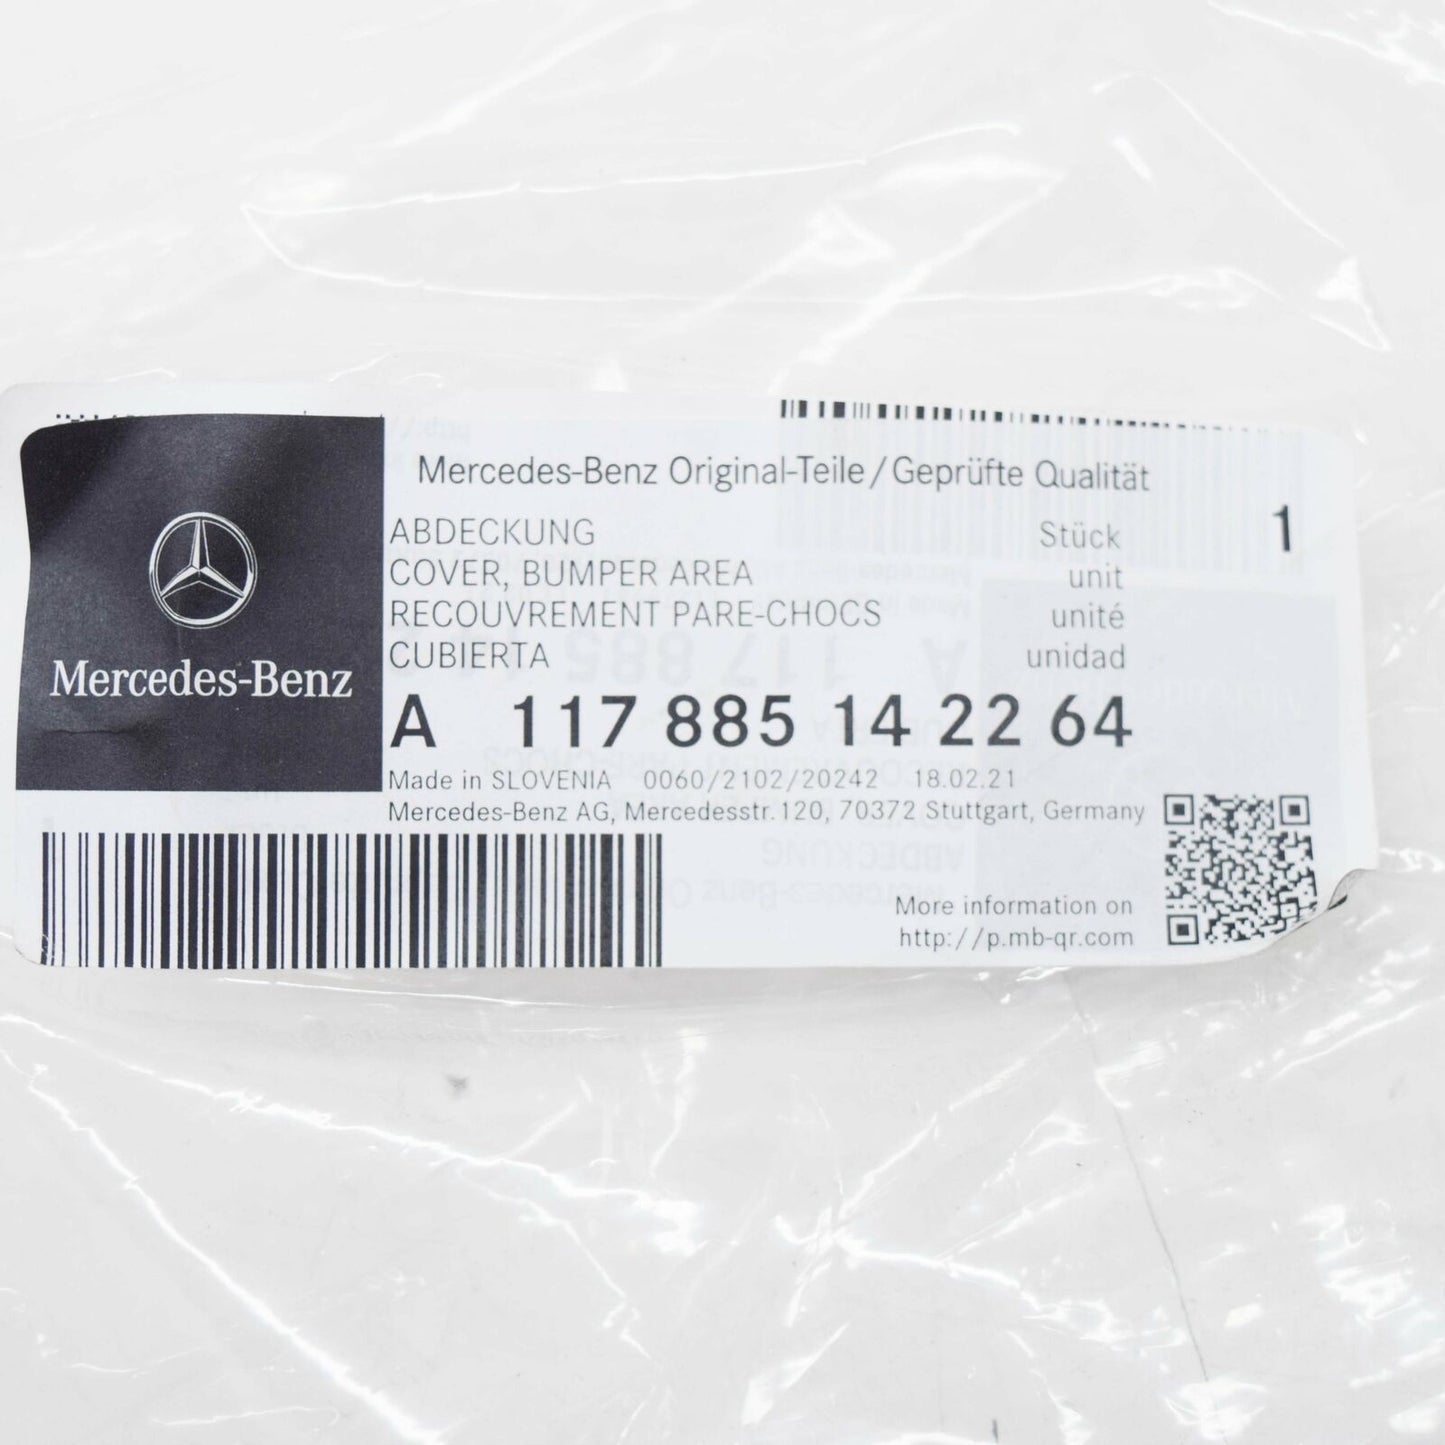 Mercedes-Benz
Mercedes-Benz Original-Teile/Geprüfte Qualität
ABDECKUNG Stück 1
COVER, BUMPER AREA unit
RECOUVREMENT PARE-CHOCS unité
CUBIERTA unidad
A 117 885 14 22 64
Made in SLOVENIA 0060/2102/20242 18.02.21
Mercedes-Benz AG, Mercedesstr.120, 70372 Stuttgart, Germany
More information on
http://p.mb-qr.com